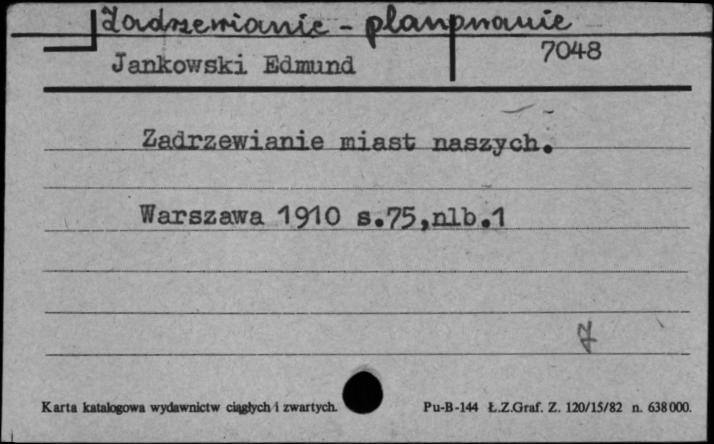 Zadrzewianie - planowanie
Jankowski Edmund
7048
Zadrzewianie miast naszych.
Warszawa 1910 s.75,nlb.1
Karta katalogowa wydawnictw ciągłych i zwartych.
Pu-B-144 Ł.Z.Graf. Z. 120/15/82 n. 638000.